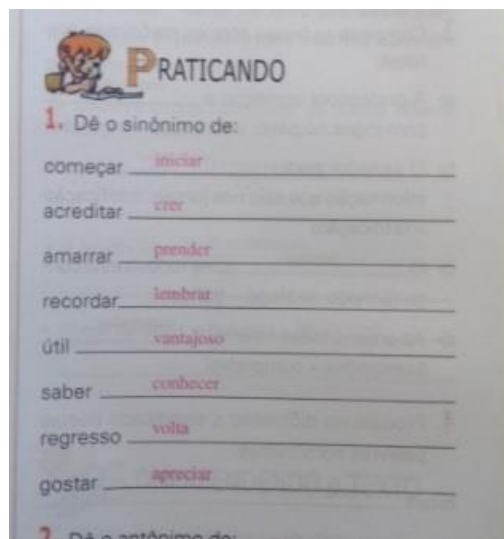 PRATICANDO
1. Dê o sinônimo de:
começar iniciar
acreditar crer
amarrar prender
recordar lembrar
útil vantajoso
saber conhecer
regresso volta
gostar apreciar
2. Dê o antônimo de: